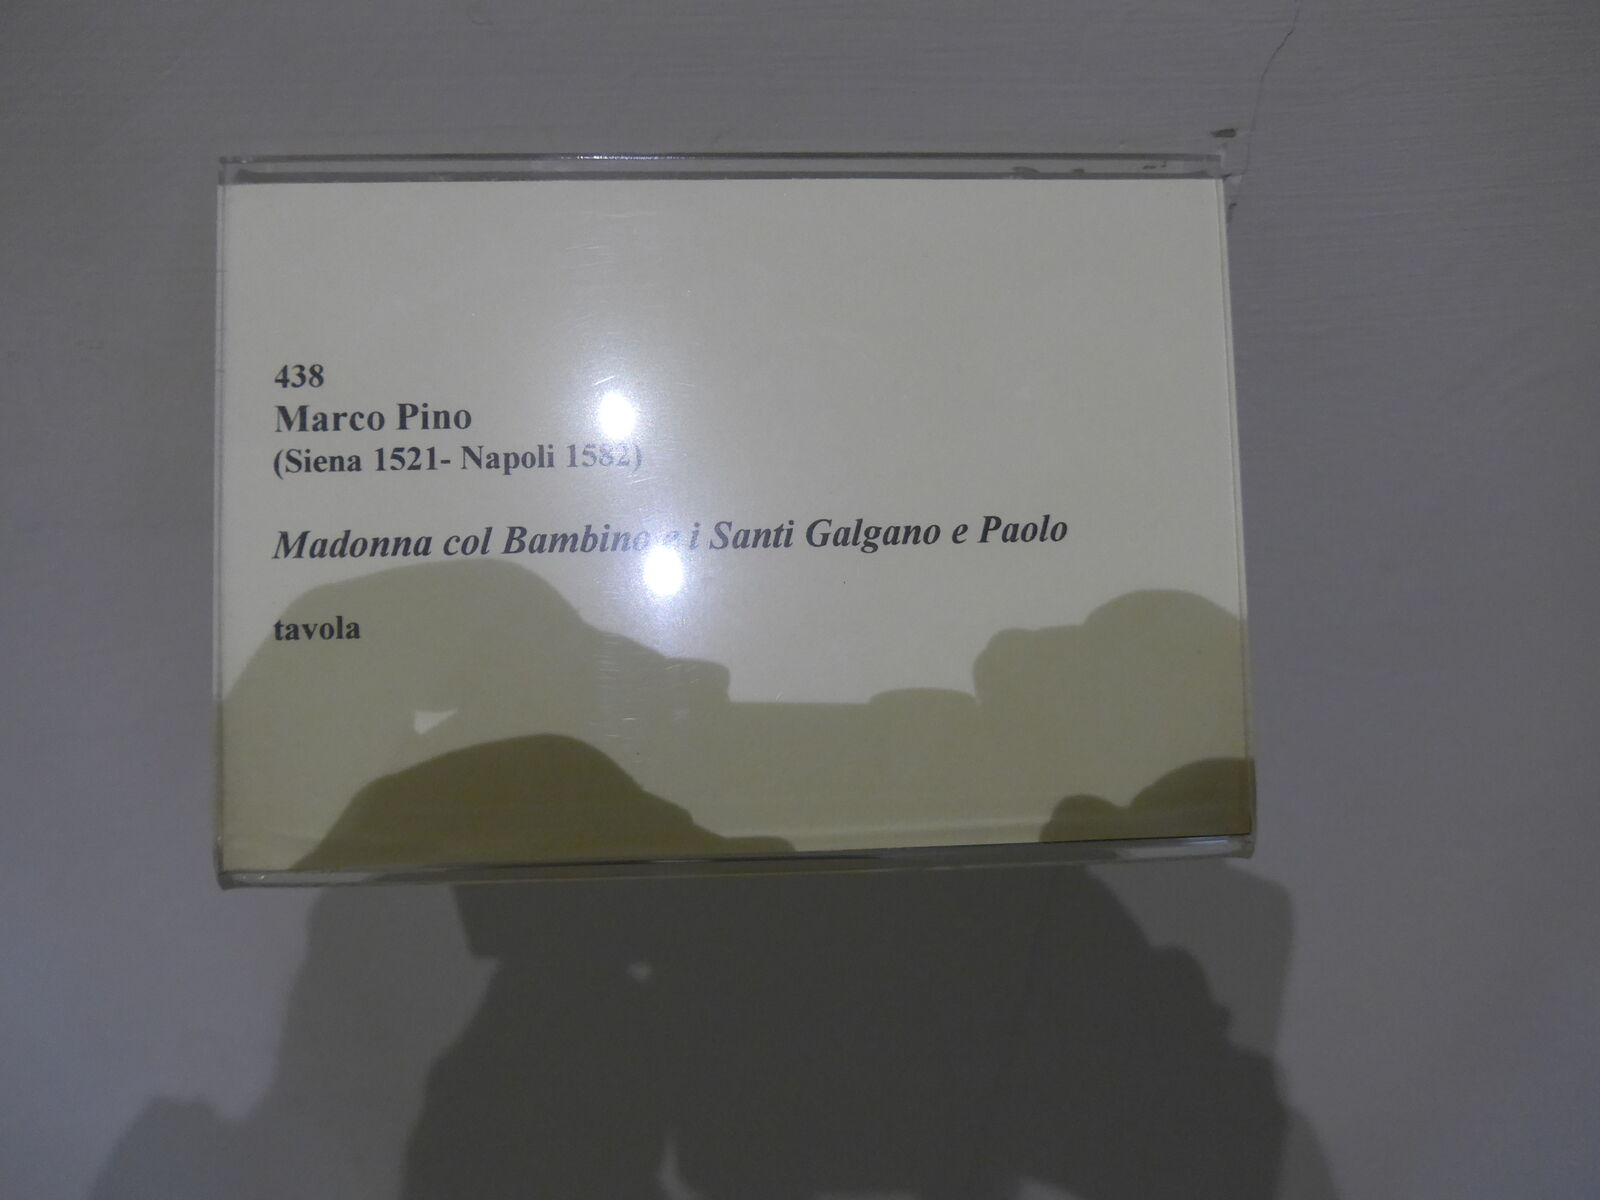 438
Marco Pino
(Siena 1521- Napoli 1582)
Madonna col Bambino e i Santi Galgano e Paolo
tavola